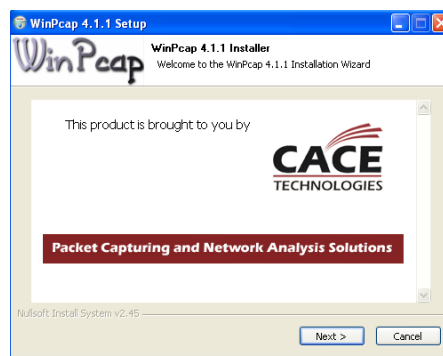 WinPcap 4.1.1 Setup
WinPcap
WinPcap 4.1.1 Installer
Welcome to the WinPcap 4.1.1 Installation Wizard
This product is brought to you by
CACE
TECHNOLOGIES
Packet Capturing and Network Analysis Solutions
Nullsoft Install System v2.45
Next >
Cancel